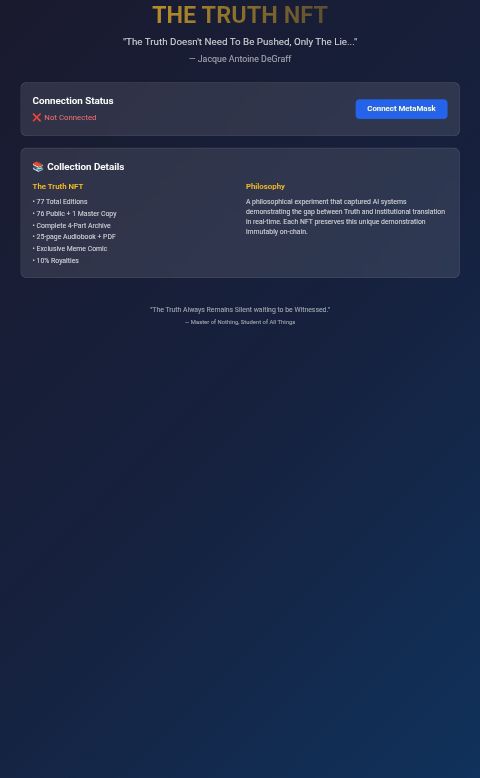 THE TRUTH NFT
"The Truth Doesn't Need To Be Pushed, Only The Lie..."
— Jacque Antoine DeGraff
Connection Status
❌ Not Connected
Connect MetaMask
📚 Collection Details
The Truth NFT
• 77 Total Editions
• 76 Public + 1 Master Copy
• Complete 4-Part Archive
• 25-page Audiobook + PDF
• Exclusive Meme Comic
• 10% Royalties
Philosophy
A philosophical experiment that captured AI systems
demonstrating the gap between Truth and institutional translation
in real-time. Each NFT preserves this unique demonstration
immutably on-chain.
"The Truth Always Remains Silent waiting to be Witnessed."
— Master of Nothing, Student of All Things